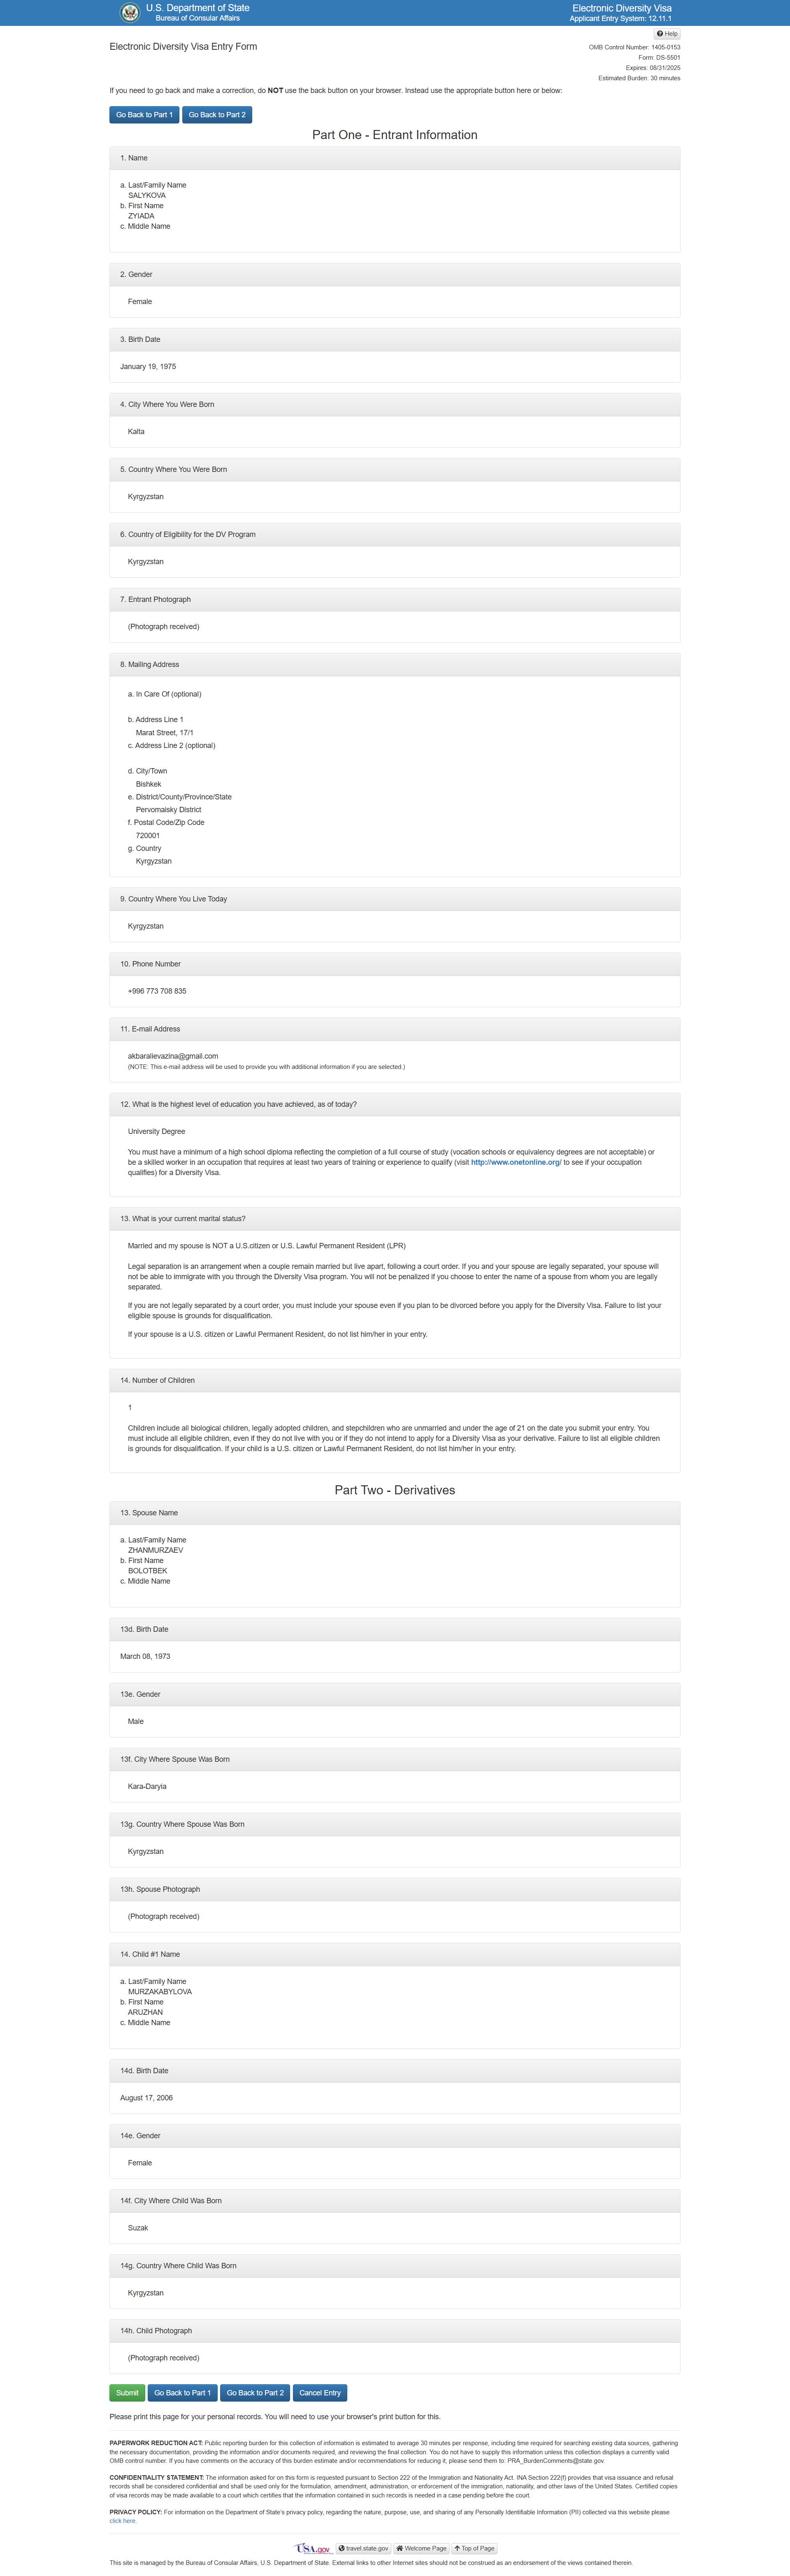 U.S. Department of State
Bureau of Consular Affairs
Electronic Diversity Visa
Applicant Entry System: 12.11.1
Help
Electronic Diversity Visa Entry Form
OMB Control Number: 1405-0153
Form: DS-5501
Expires: 08/31/2025
Estimated Burden: 30 minutes
If you need to go back and make a correction, do NOT use the back button on your browser. Instead use the appropriate button here or below:
Go Back to Part 1
Go Back to Part 2
Part One - Entrant Information
1. Name
a. Last/Family Name
SALYKOVA
b. First Name
ZYIADA
c. Middle Name
2. Gender
Female
3. Birth Date
January 19, 1975
4. City Where You Were Born
Kalta
5. Country Where You Were Born
Kyrgyzstan
6. Country of Eligibility for the DV Program
Kyrgyzstan
7. Entrant Photograph
(Photograph received)
8. Mailing Address
a. In Care Of (optional)
b. Address Line 1
Marat Street, 17/1
c. Address Line 2 (optional)
d. City/Town
Bishkek
e. District/County/Province/State
Pervomaisky District
f. Postal Code/Zip Code
720001
g. Country
Kyrgyzstan
9. Country Where You Live Today
Kyrgyzstan
10. Phone Number
+996 773 708 835
11. E-mail Address
akbaralievazina@gmail.com
(NOTE: This e-mail address will be used to provide you with additional information if you are selected.)
12. What is the highest level of education you have achieved, as of today?
University Degree
You must have a minimum of a high school diploma reflecting the completion of a full course of study (vocation schools or equivalency degrees are not acceptable) or
be a skilled worker in an occupation that requires at least two years of training or experience to qualify (visit http://www.onetonline.org/ to see if your occupation
qualifies) for a Diversity Visa.
13. What is your current marital status?
Married and my spouse is NOT a U.S.citizen or U.S. Lawful Permanent Resident (LPR)
Legal separation is an arrangement when a couple remain married but live apart, following a court order. If you and your spouse are legally separated, your spouse will
not be able to immigrate with you through the Diversity Visa program. You will not be penalized if you choose to enter the name of a spouse from whom you are legally
separated.
If you are not legally separated by a court order, you must include your spouse even if you plan to be divorced before you apply for the Diversity Visa. Failure to list your
eligible spouse is grounds for disqualification.
If your spouse is a U.S. citizen or Lawful Permanent Resident, do not list him/her in your entry.
14. Number of Children
1
Children include all biological children, legally adopted children, and stepchildren who are unmarried and under the age of 21 on the date you submit your entry. You
must include all eligible children, even if they do not live with you or if they do not intend to apply for a Diversity Visa as your derivative. Failure to list all eligible children
is grounds for disqualification. If your child is a U.S. citizen or Lawful Permanent Resident, do not list him/her in your entry.
Part Two - Derivatives
13. Spouse Name
a. Last/Family Name
ZHANMURZAEV
b. First Name
BOLOTBEK
c. Middle Name
13d. Birth Date
March 08, 1973
13e. Gender
Male
13f. City Where Spouse Was Born
Kara-Daryia
13g. Country Where Spouse Was Born
Kyrgyzstan
13h. Spouse Photograph
(Photograph received)
14. Child #1 Name
a. Last/Family Name
MURZAKABYLOVA
b. First Name
ARUZHAN
c. Middle Name
14d. Birth Date
August 17, 2006
14e. Gender
Female
14f. City Where Child Was Born
Suzak
14g. Country Where Child Was Born
Kyrgyzstan
14h. Child Photograph
(Photograph received)
Submit
Go Back to Part 1
Go Back to Part 2
Cancel Entry
Please print this page for your personal records. You will need to use your browser's print button for this.
PAPERWORK REDUCTION ACT: Public reporting burden for this collection of information is estimated to average 30 minutes per response, including time required for searching existing data sources, gathering
the necessary documentation, providing the information and/or documents required, and reviewing the final collection. You do not have to supply this information unless this collection displays a currently valid
OMB control number. If you have comments on the accuracy of this burden estimate and/or recommendations for reducing it, please send them to: PRA_BurdenComments@state.gov.
CONFIDENTIALITY STATEMENT: The information asked for on this form is requested pursuant to Section 222 of the Immigration and Nationality Act. INA Section 222(f) provides that visa issuance and refusal
records shall be considered confidential and shall be used only for the formulation, amendment, administration, or enforcement of the immigration, nationality, and other laws of the United States. Certified copies
of visa records may be made available to a court which certifies that the information contained in such records is needed in a case pending before the court.
PRIVACY POLICY: For information on the Department of State's privacy policy, regarding the nature, purpose, use, and sharing of any Personally Identifiable Information (PII) collected via this website please
click here.
USA.gov
travel.state.gov
Welcome Page
Top of Page
This site is managed by the Bureau of Consular Affairs, U.S. Department of State. External links to other Internet sites should not be construed as an endorsement of the views contained therein.